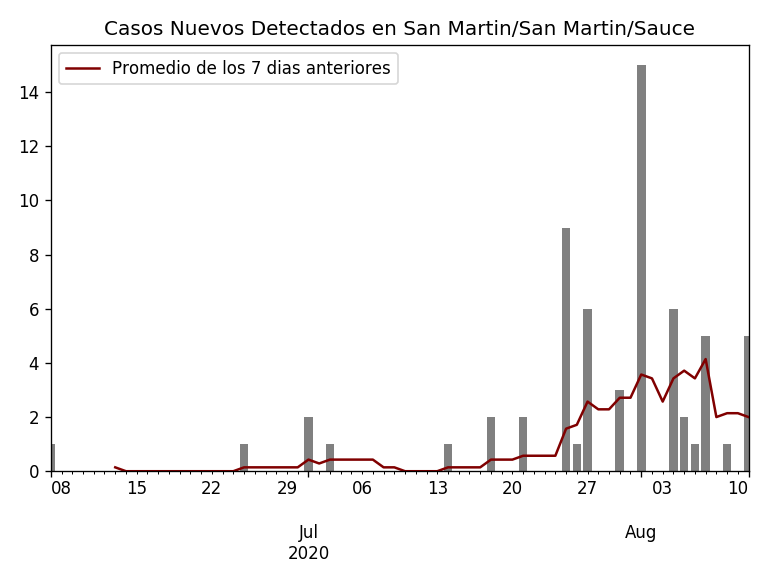 Casos Nuevos Detectados en San Martin/San Martin/Sauce
Promedio de los 7 dias anteriores
14
12
10
8
6
4
2
0
08 15 22 29 06 13 20 27 03 10
Jul Aug
2020